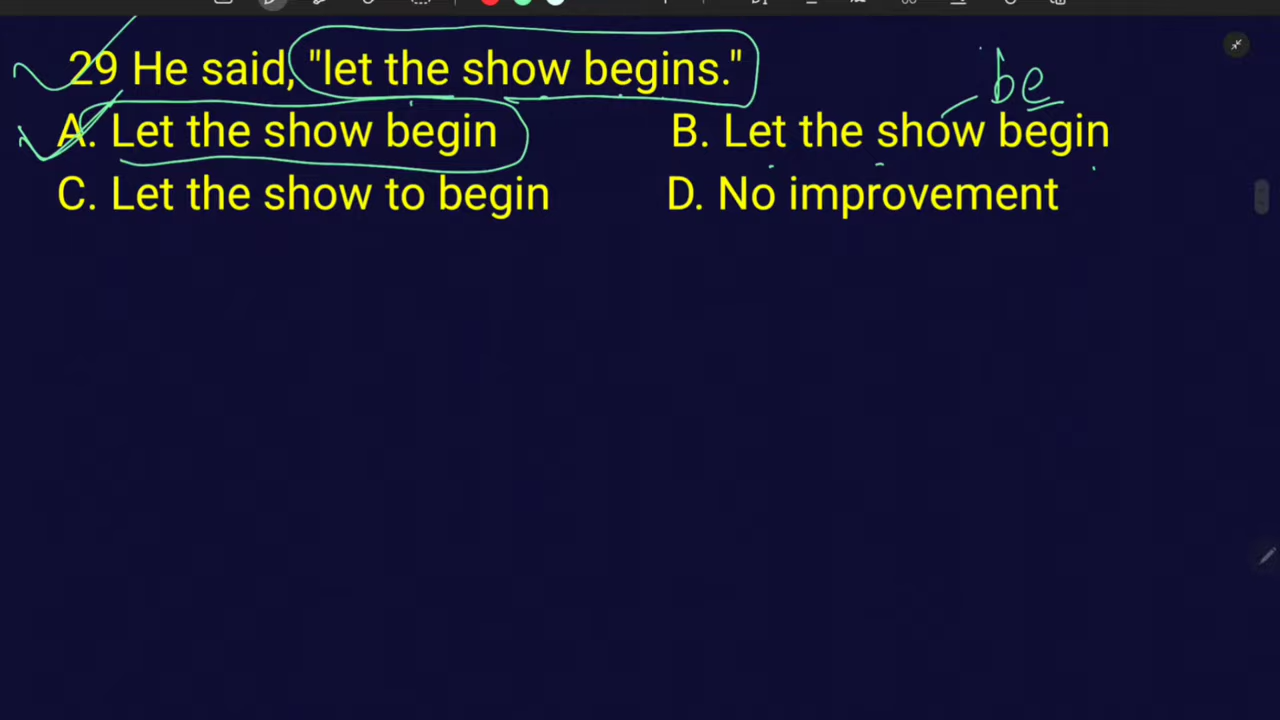 29 He said, "let the show begins."
be
A. Let the show begin
B. Let the show begin
C. Let the show to begin
D. No improvement